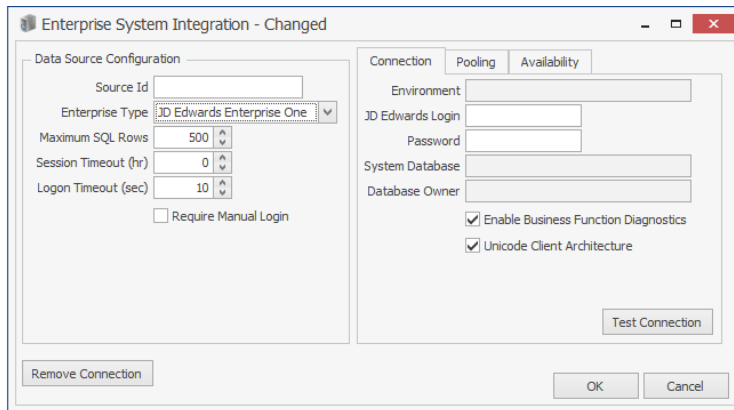 Enterprise System Integration - Changed
Data Source Configuration
Source Id
Enterprise Type JD Edwards Enterprise One
Maximum SQL Rows 500
Session Timeout (hr) 0
Logon Timeout (sec) 10
Require Manual Login
Connection Pooling Availability
Environment
JD Edwards Login
Password
System Database
Database Owner
Enable Business Function Diagnostics
Unicode Client Architecture
Test Connection
Remove Connection
OK Cancel